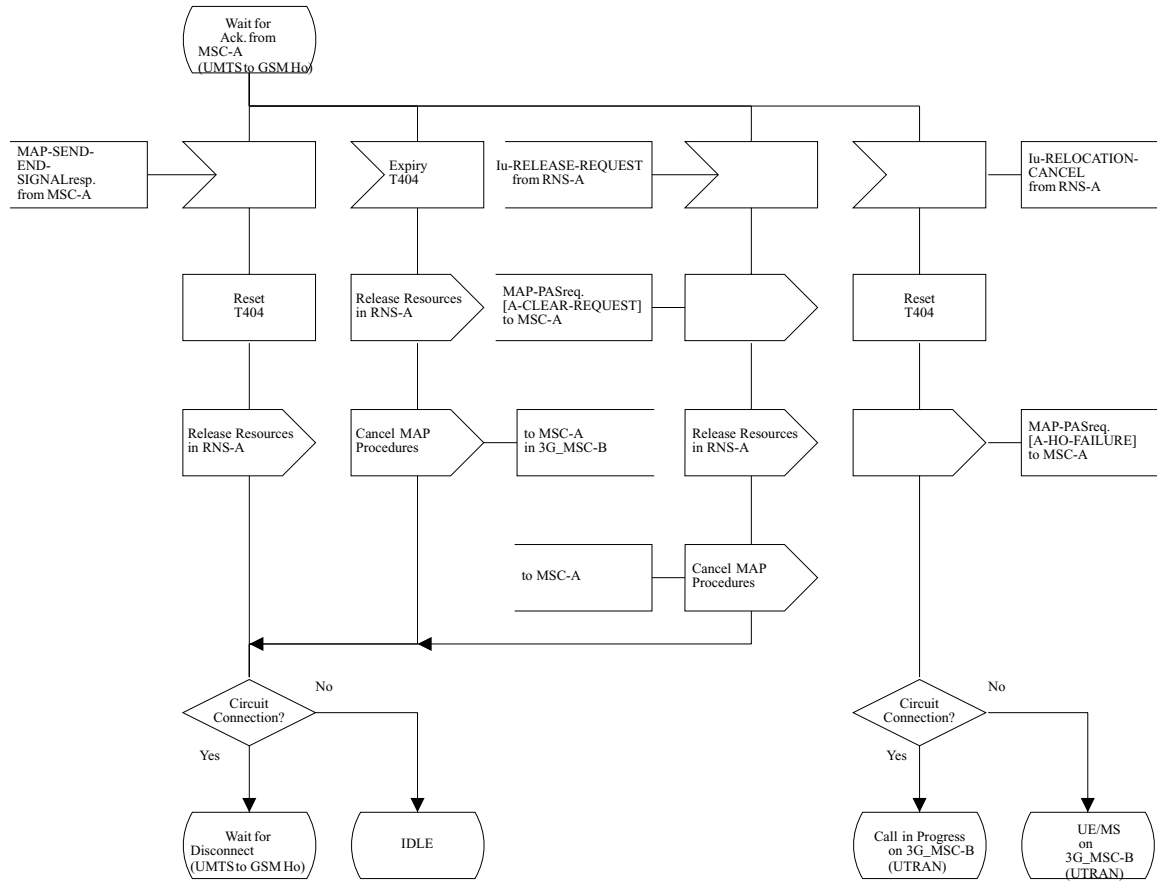 Wait for
Ack. from
MSC-A
(UMTS to GSM Ho)
MAP-SEND-
END-
SIGNALresp.
from MSC-A
Expiry
T404
Iu-RELEASE-REQUEST
from RNS-A
Iu-RELOCATION-
CANCEL
from RNS-A
Reset
T404
Release Resources
in RNS-A
MAP-PASreq.
[A-CLEAR-REQUEST]
to MSC-A
Reset
T404
Release Resources
in RNS-A
Cancel MAP
Procedures
to MSC-A
in 3G_MSC-B
Release Resources
in RNS-A
MAP-PASreq.
[A-HO-FAILURE]
to MSC-A
to MSC-A
Cancel MAP
Procedures
Circuit
Connection?
No
Yes
Circuit
Connection?
No
Yes
Wait for
Disconnect
(UMTS to GSM Ho)
IDLE
Call in Progress
on 3G_MSC-B
(UTRAN)
UE/MS
on
3G_MSC-B
(UTRAN)